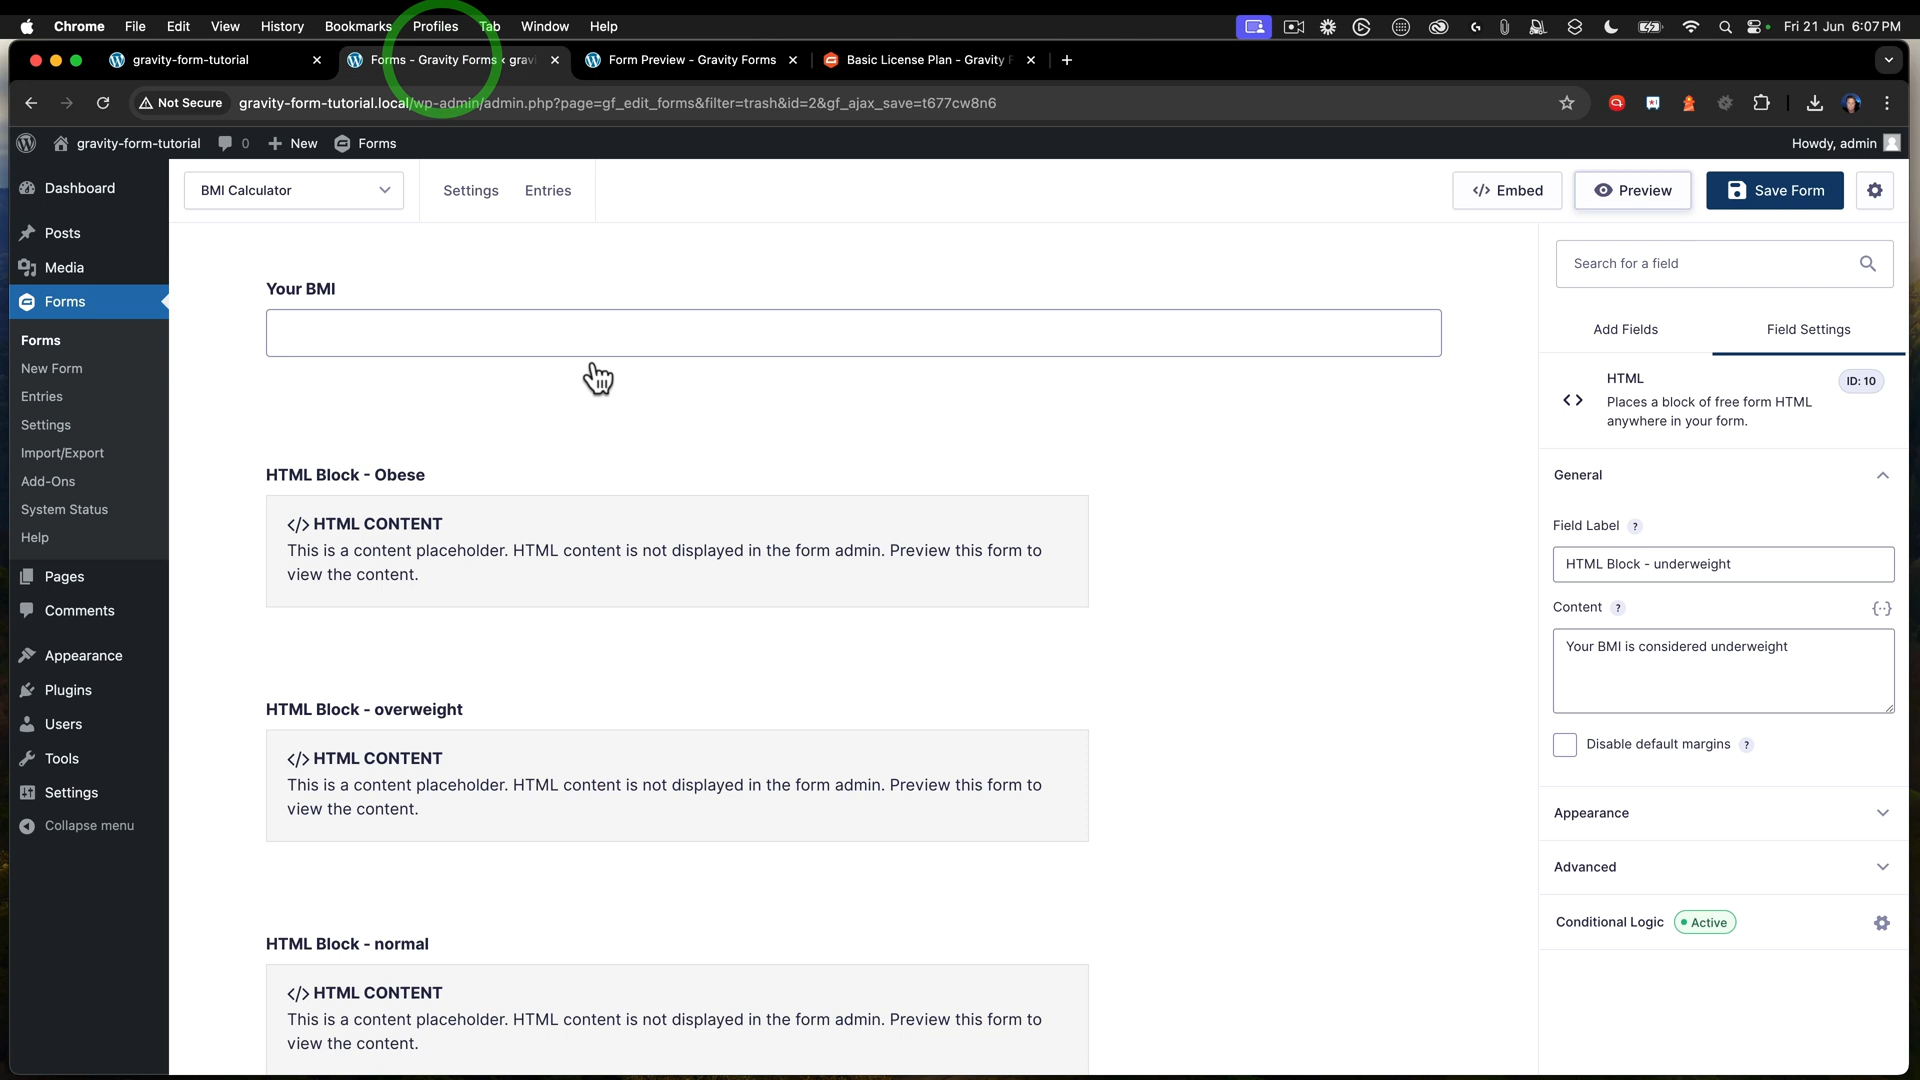 Chrome File Edit View History Bookmarks Profiles Tab Window Help Fri 21 Jun 6:07 PM
gravity-form-tutorial Forms - Gravity Forms ‹ gravi Form Preview - Gravity Forms Basic License Plan - Gravity F
Not Secure gravity-form-tutorial.local/wp-admin/admin.php?page=gf_edit_forms&filter=trash&id=2&gf_ajax_save=t677cw8n6
gravity-form-tutorial 0 New Forms Howdy, admin
Dashboard
Posts
Media
Forms
Forms
New Form
Entries
Settings
Import/Export
Add-Ons
System Status
Help
Pages
Comments
Appearance
Plugins
Users
Tools
Settings
Collapse menu
BMI Calculator Settings Entries </> Embed Preview Save Form
Your BMI
HTML Block - Obese
</> HTML CONTENT
This is a content placeholder. HTML content is not displayed in the form admin. Preview this form to
view the content.
HTML Block - overweight
</> HTML CONTENT
This is a content placeholder. HTML content is not displayed in the form admin. Preview this form to
view the content.
HTML Block - normal
</> HTML CONTENT
This is a content placeholder. HTML content is not displayed in the form admin. Preview this form to
view the content.
Search for a field
Add Fields Field Settings
HTML ID: 10
Places a block of free form HTML
anywhere in your form.
General
Field Label ?
HTML Block - underweight
Content ? {··}
Your BMI is considered underweight
Disable default margins ?
Appearance
Advanced
Conditional Logic Active